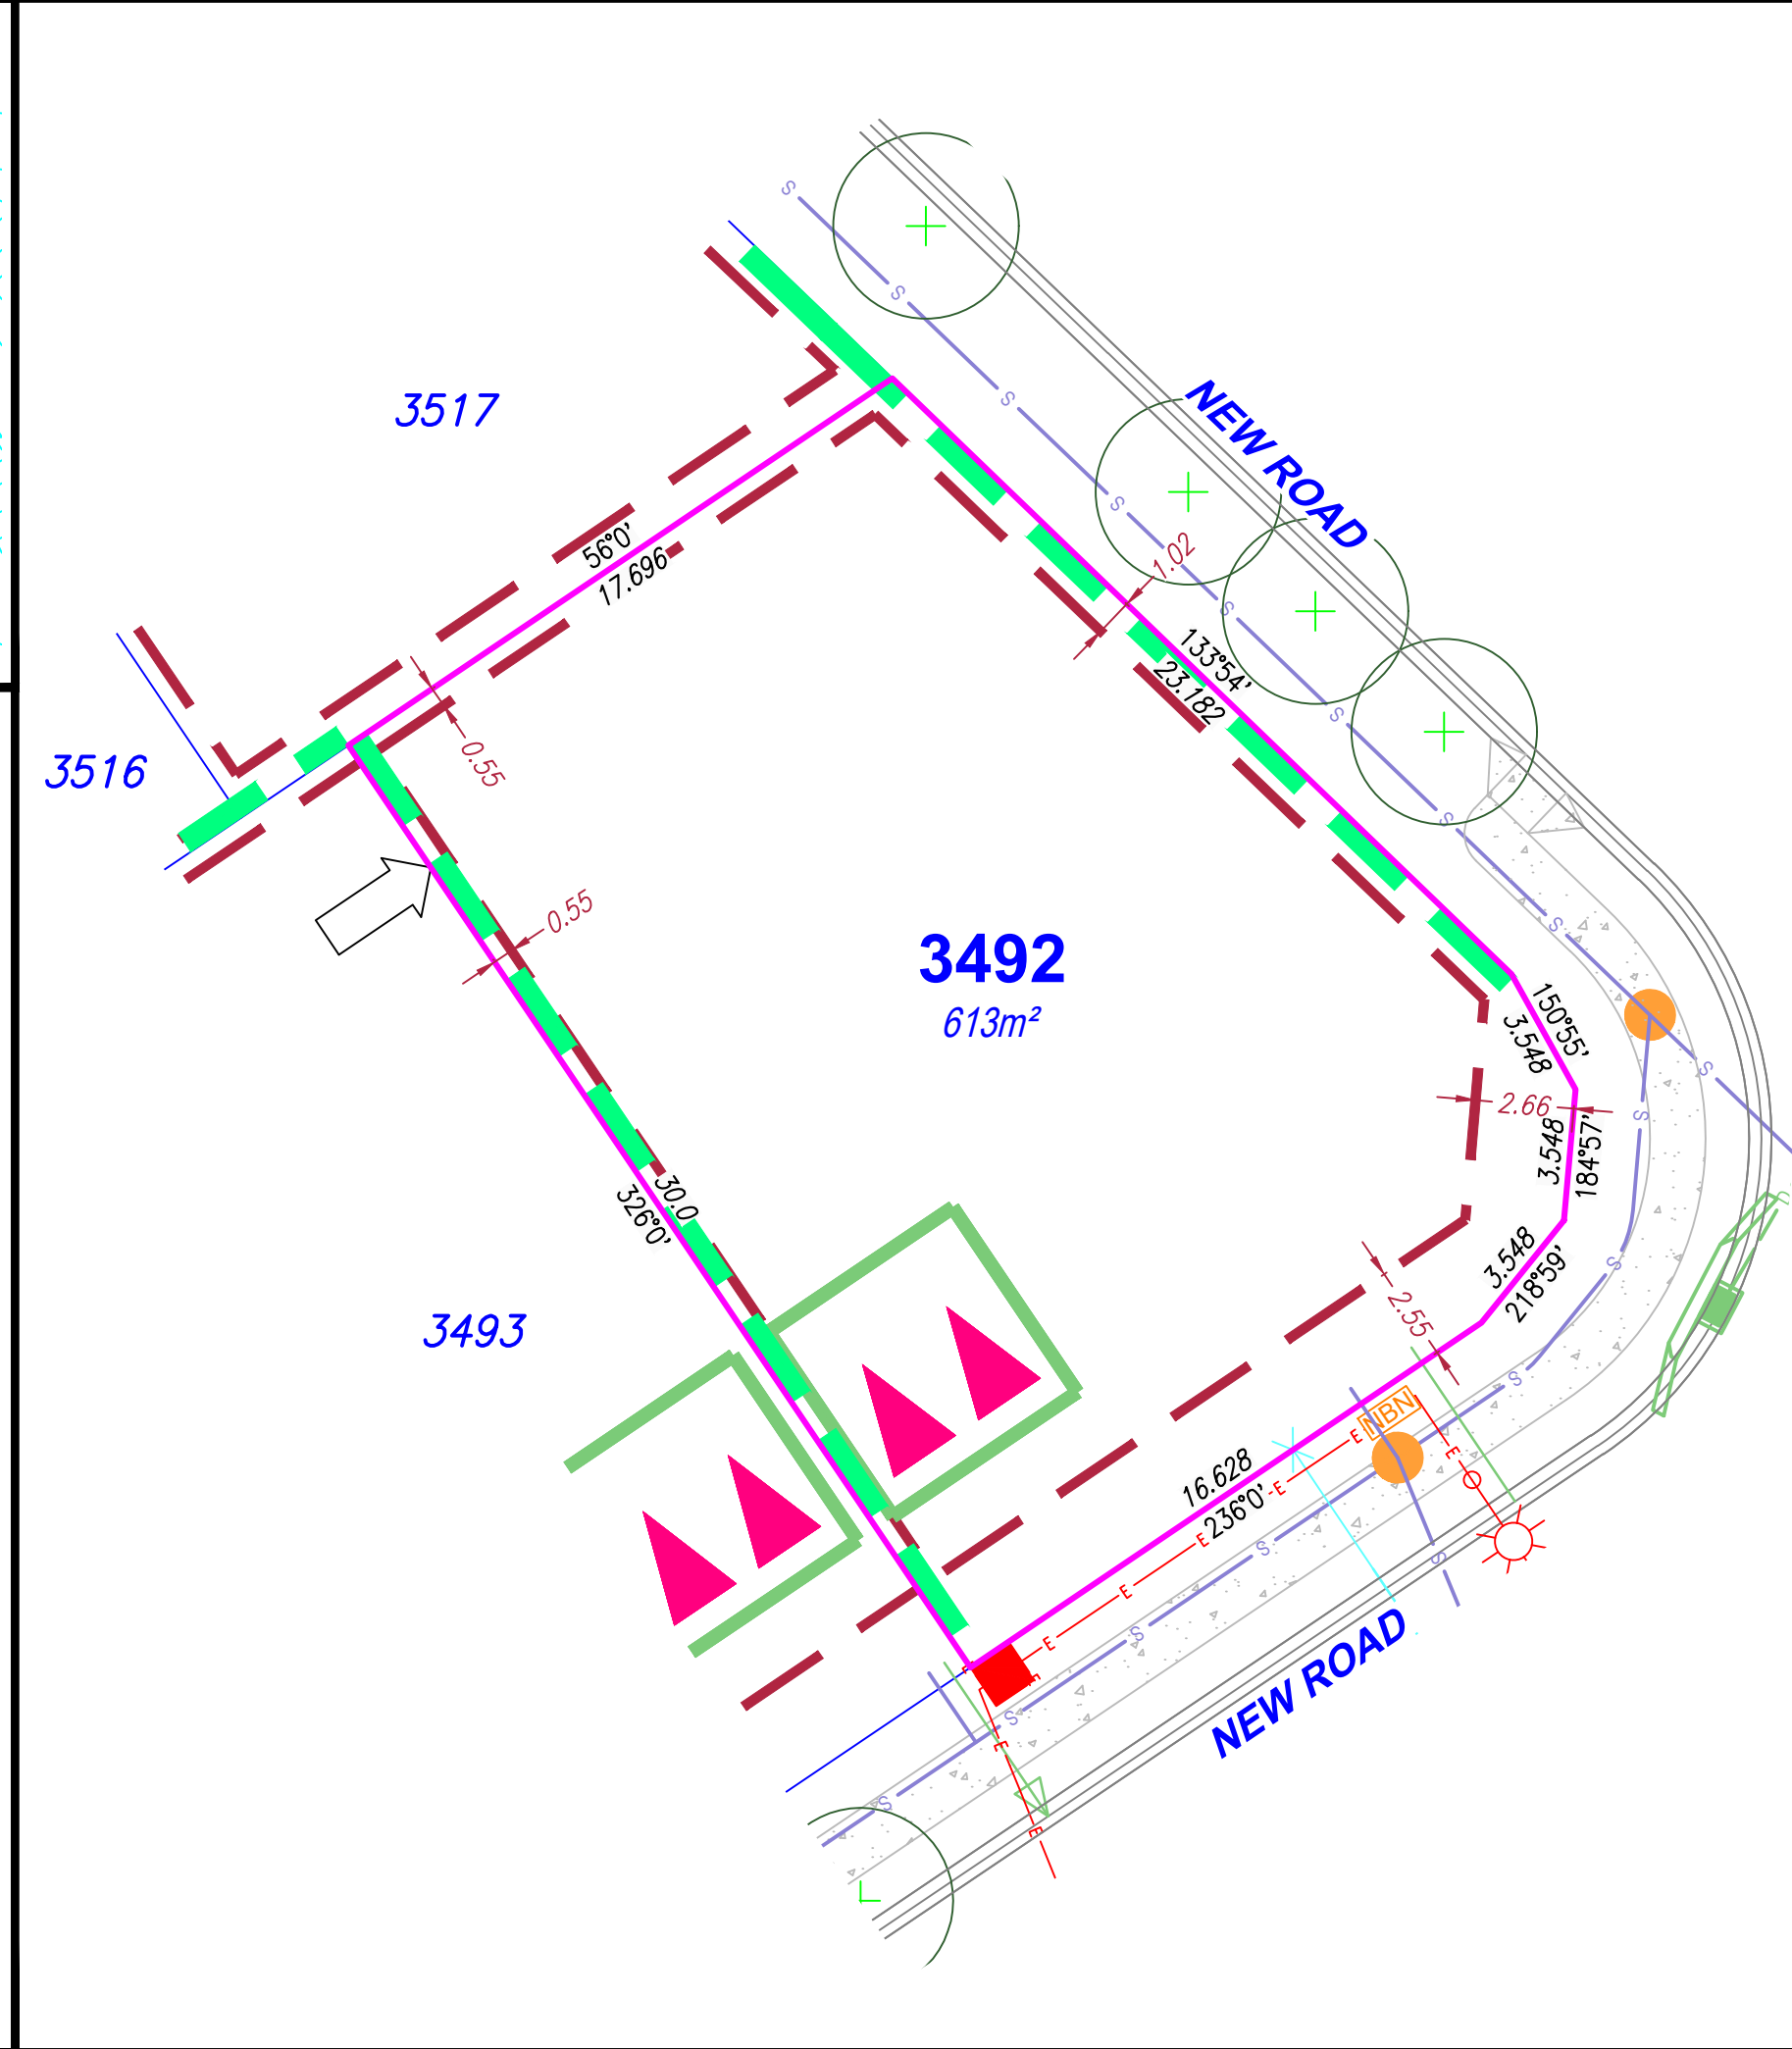 S
S
3517
S
NEW ROAD
S
56°0'
17.696
1.02
S
133°54'
23.182
S
0.55
3516
S
0.55
S
3492
613m²
150°55'
3.548
S
2.66
S
3.548
184°57'
30.0
326°0'
3.548
218°59'
S
2.55
3493
S
NBN
E
E
16.628
236°0'
E
E
S
S
E
S
E
NEW ROAD
S
E
S
E